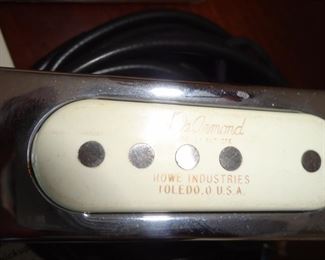 DeArmond
ROWE INDUSTRIES
TOLEDO, O. U.S.A.